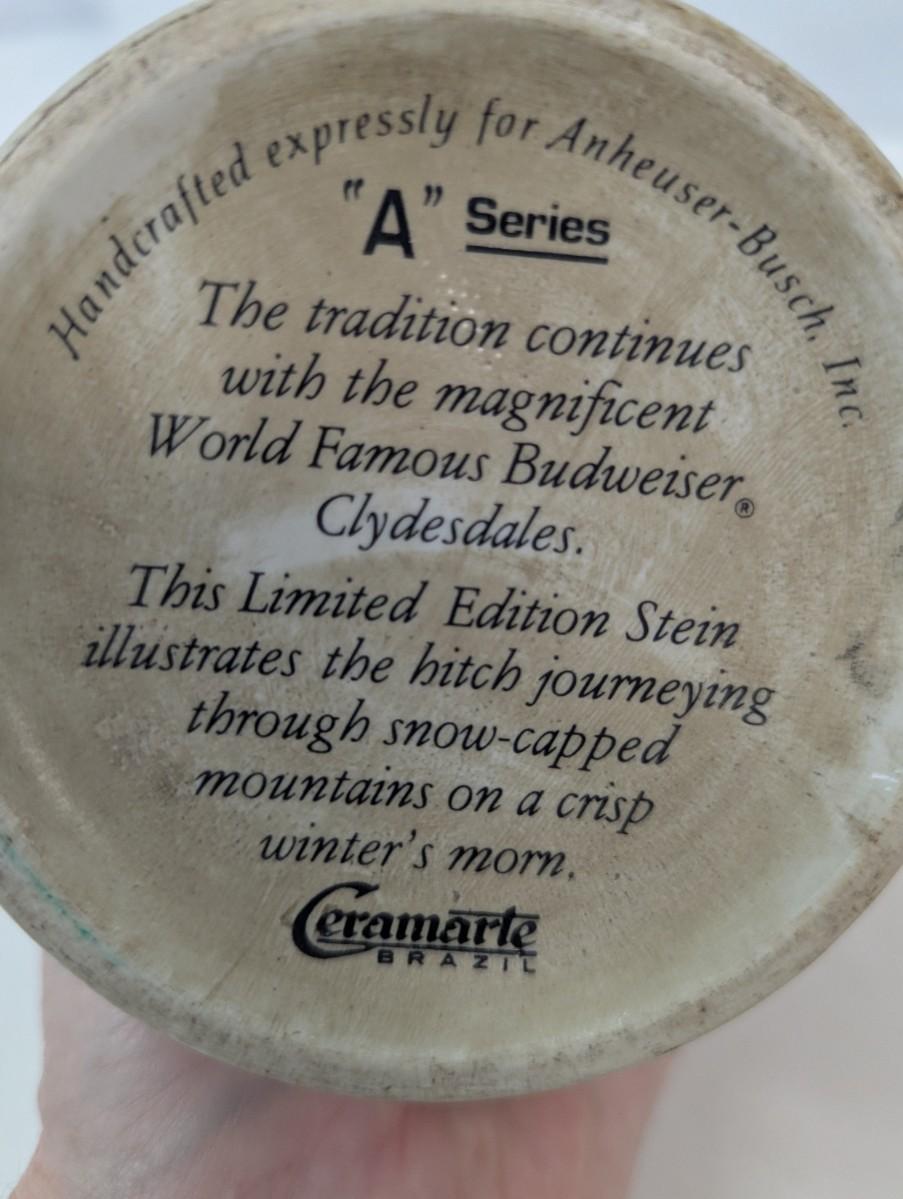 Handcrafted expressly for Anheuser-Busch, Inc.
"A" Series
The tradition continues
with the magnificent
World Famous Budweiser®
Clydesdales.
This Limited Edition Stein
illustrates the hitch journeying
through snow-capped
mountains on a crisp
winter's morn.
Ceramarte
BRAZIL